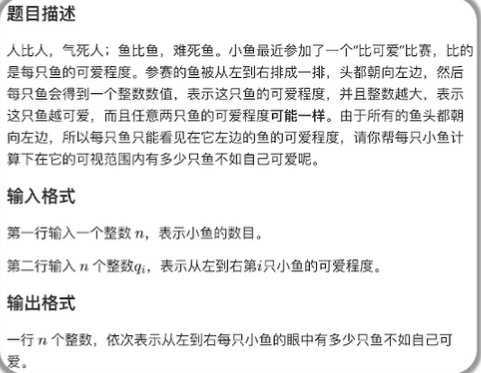 题目描述
人比人，气死人；鱼比鱼，难死鱼。小鱼最近参加了一个“比可爱”比赛，比的
是每只鱼的可爱程度。参赛的鱼被从左到右排成一排，头都朝向左边，然后
每只鱼会得到一个整数数值，表示这只鱼的可爱程度，并且整数越大，表示
这只鱼越可爱，而且任意两只鱼的可爱程度可能一样。由于所有的鱼头都朝
向左边，所以每只鱼只能看见在它左边的鱼的可爱程度，请你帮每只小鱼计
算下在它的可视范围内有多少只鱼不如自己可爱呢。
输入格式
第一行输入一个整数 n，表示小鱼的数目。
第二行输入 n 个整数qᵢ，表示从左到右第i只小鱼的可爱程度。
输出格式
一行 n 个整数，依次表示从左到右每只小鱼的眼中有多少只鱼不如自己可
爱。